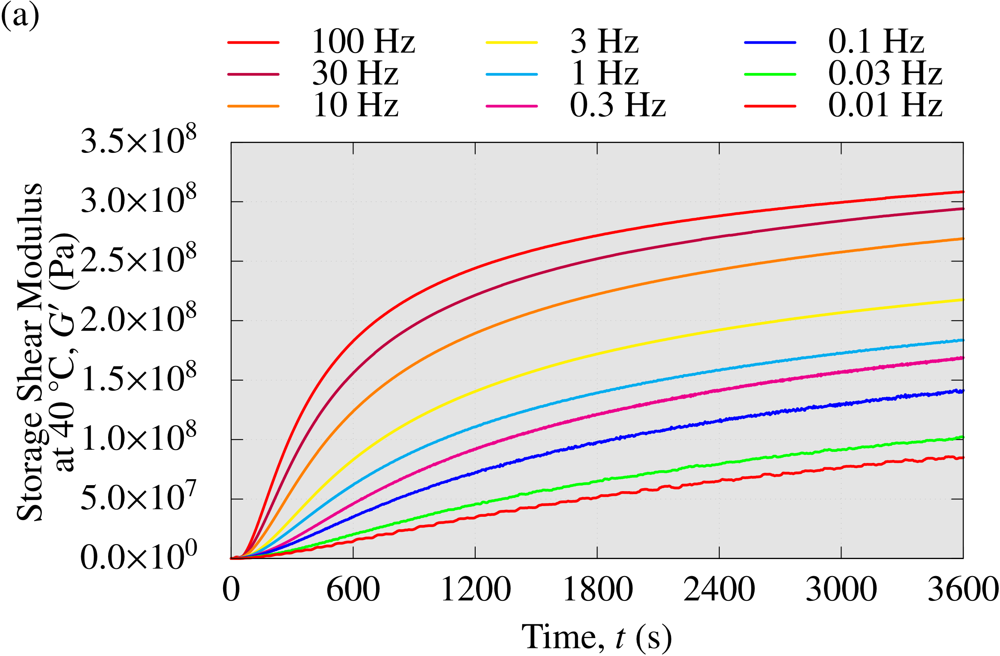 (a)
100 Hz
30 Hz
10 Hz
3 Hz
1 Hz
0.3 Hz
0.1 Hz
0.03 Hz
0.01 Hz
Storage Shear Modulus
at 40 °C, G′ (Pa)
3.5×10⁸
3.0×10⁸
2.5×10⁸
2.0×10⁸
1.5×10⁸
1.0×10⁸
5.0×10⁷
0.0×10⁰
0 600 1200 1800 2400 3000 3600
Time, t (s)